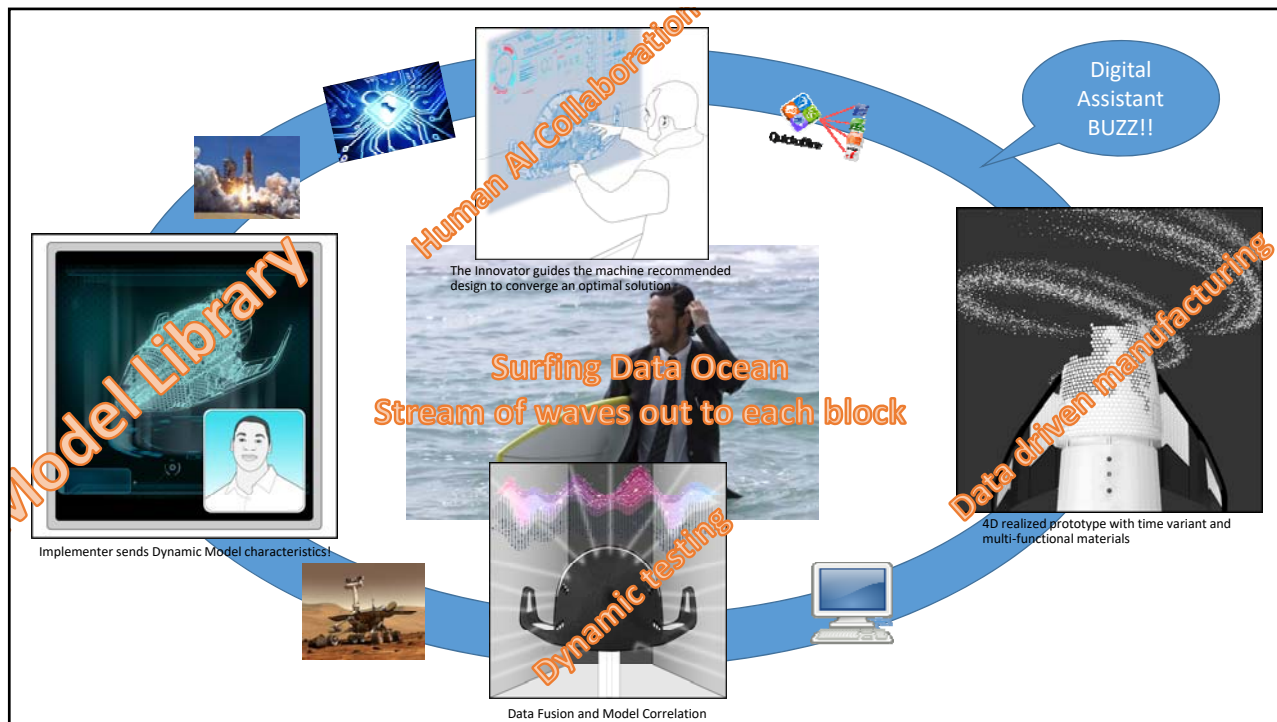 Human AI Collaboration
Digital
Assistant
BUZZ!!
The Innovator guides the machine recommended
design to converge an optimal solution
Model Library
Implementer sends Dynamic Model characteristics!
Surfing Data Ocean
Stream of waves out to each block
Data driven manufacturing
4D realized prototype with time variant and
multi-functional materials
Dynamic testing
Data Fusion and Model Correlation